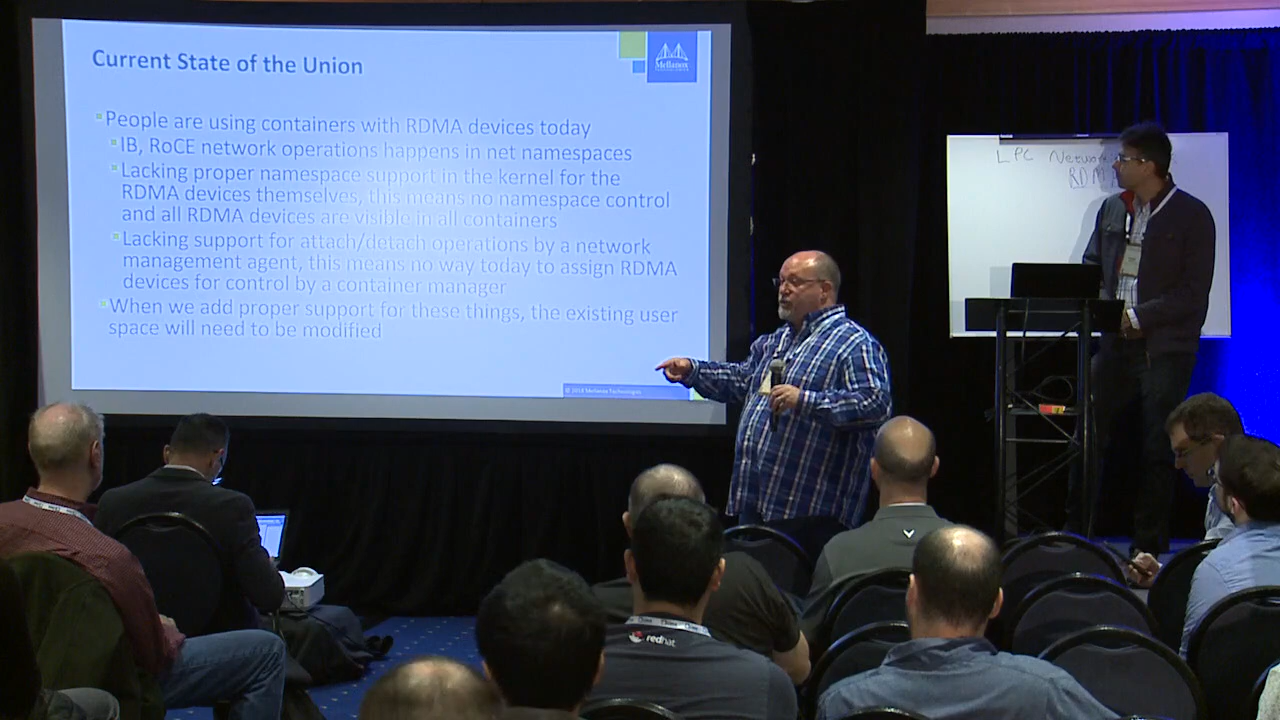 Current State of the Union
Mellanox
TECHNOLOGIES
People are using containers with RDMA devices today
IB, RoCE network operations happens in net namespaces
Lacking proper namespace support in the kernel for the
RDMA devices themselves, this means no namespace control
and all RDMA devices are visible in all containers
Lacking support for attach/detach operations by a network
management agent, this means no way today to assign RDMA
devices for control by a container manager
When we add proper support for these things, the existing user
space will need to be modified
© 2018 Mellanox Technologies
LPC Network
RDMA
redhat